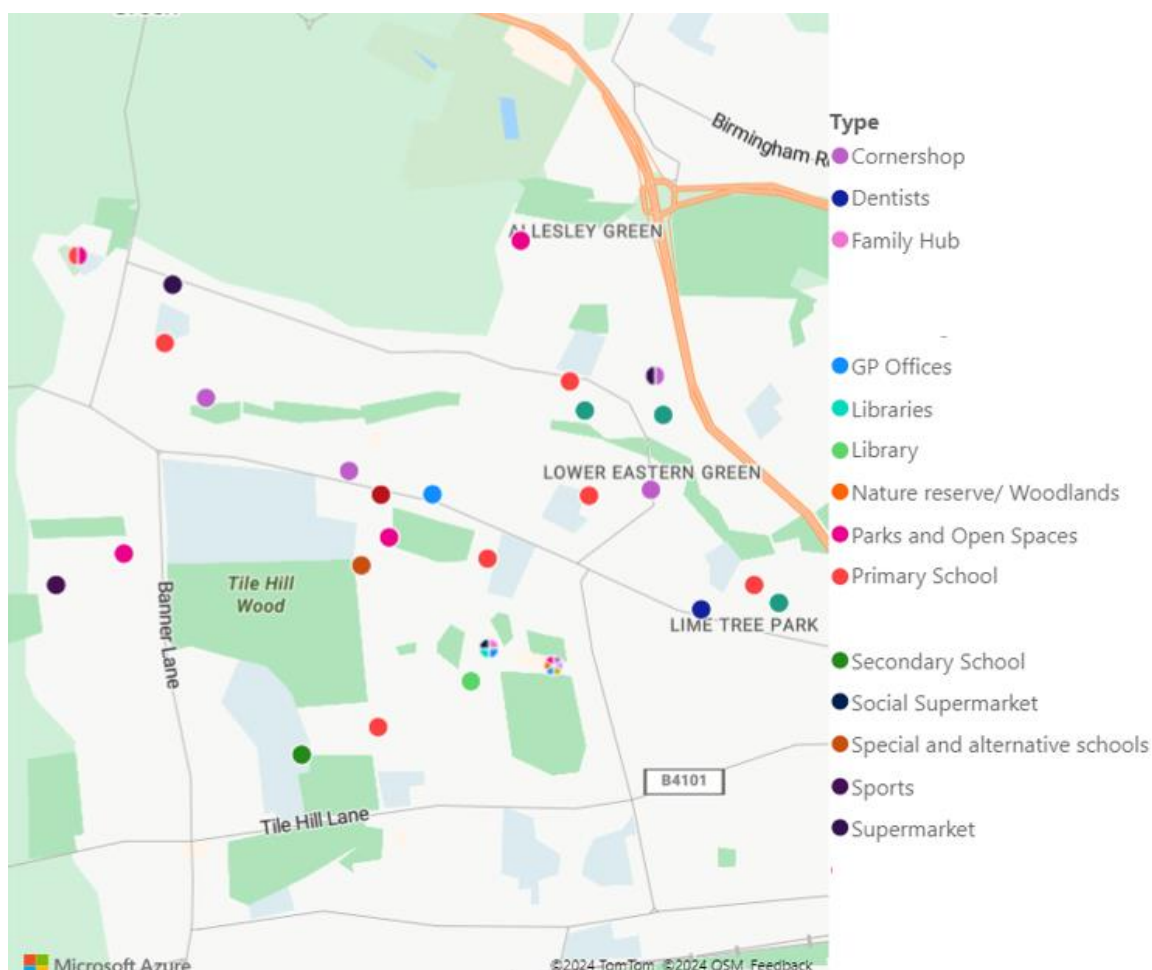 Birmingham R
ALLESLEY GREEN
LOWER EASTERN GREEN
Tile Hill
Wood
Banner Lane
LIME TREE PARK
B4101
Tile Hill Lane
Microsoft Azure
©2024 TomTom ©2024 OSM Feedback
Type
Cornershop
Dentists
Family Hub
GP Offices
Libraries
Library
Nature reserve/ Woodlands
Parks and Open Spaces
Primary School
Secondary School
Social Supermarket
Special and alternative schools
Sports
Supermarket